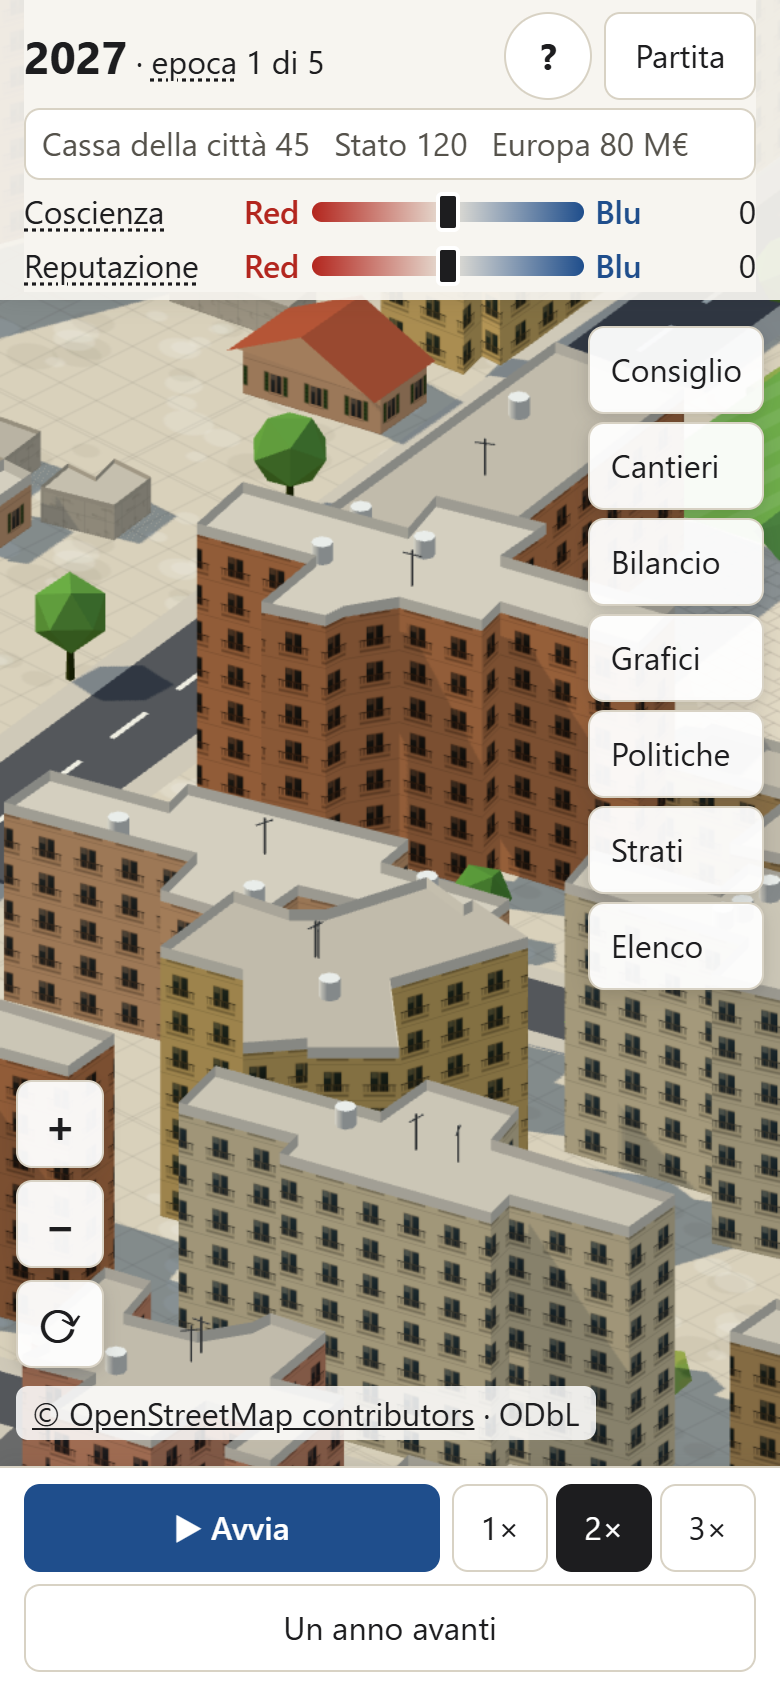 2027 · epoca 1 di 5
?
Partita
Cassa della città 45 Stato 120 Europa 80 M€
Coscienza Red Blu 0
Reputazione Red Blu 0
Consiglio
Cantieri
Bilancio
Grafici
Politiche
Strati
Elenco
+
−
© OpenStreetMap contributors · ODbL
▶ Avvia
1×
2×
3×
Un anno avanti